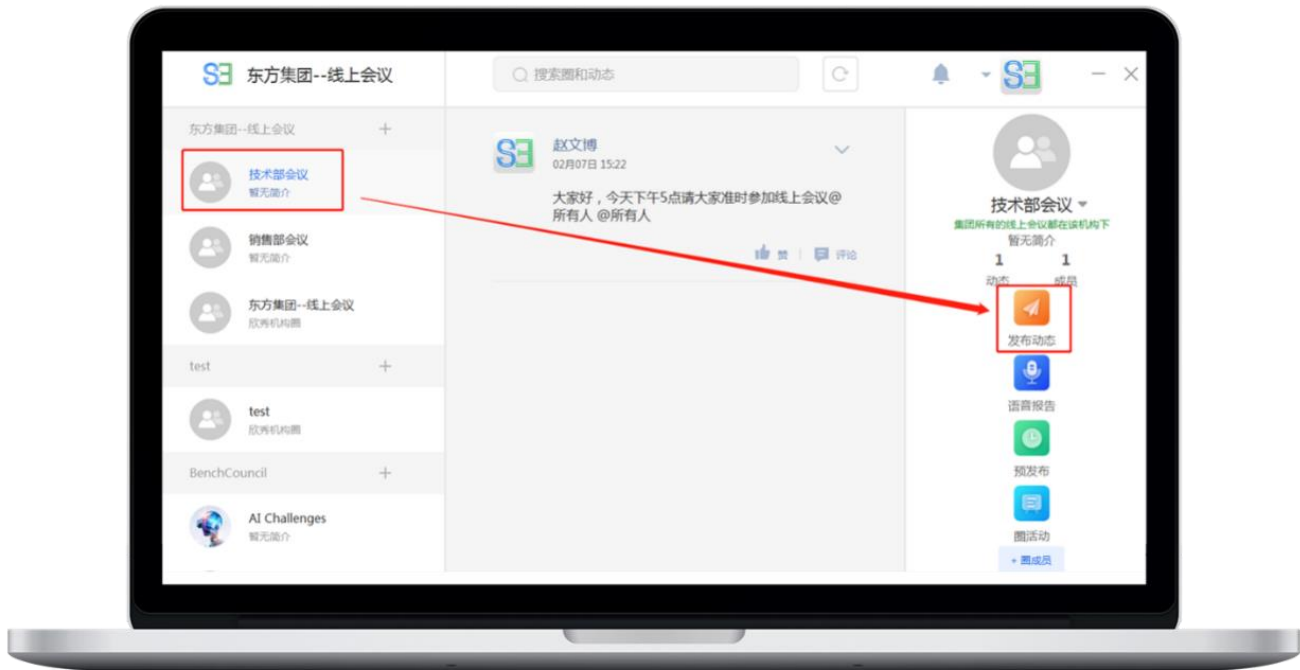 S3 东方集团--线上会议
搜索圈和动态
S3
东方集团--线上会议
技术部会议
暂无简介
销售部会议
暂无简介
东方集团--线上会议
欣秀机构圈
test
test
欣秀机构圈
BenchCouncil
AI Challenges
暂无简介
S3
赵文博
02月07日 15:22
大家好，今天下午5点请大家准时参加线上会议@
所有人 @所有人
赞
评论
技术部会议
集团所有的线上会议都在该机构下
暂无简介
1 1
动态 成员
发布动态
语音报告
预发布
圈活动
+ 圈成员